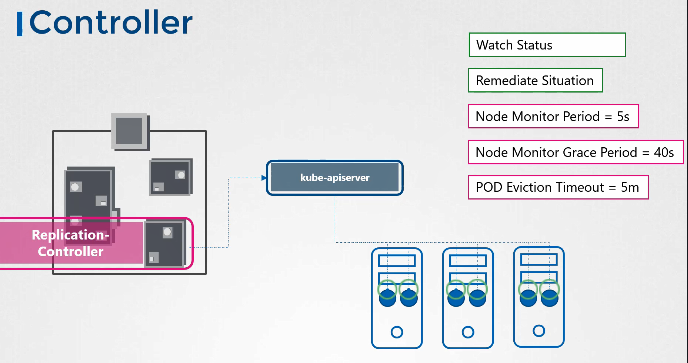 Controller
Watch Status
Remediate Situation
Node Monitor Period = 5s
Node Monitor Grace Period = 40s
POD Eviction Timeout = 5m
kube-apiserver
Replication-
Controller